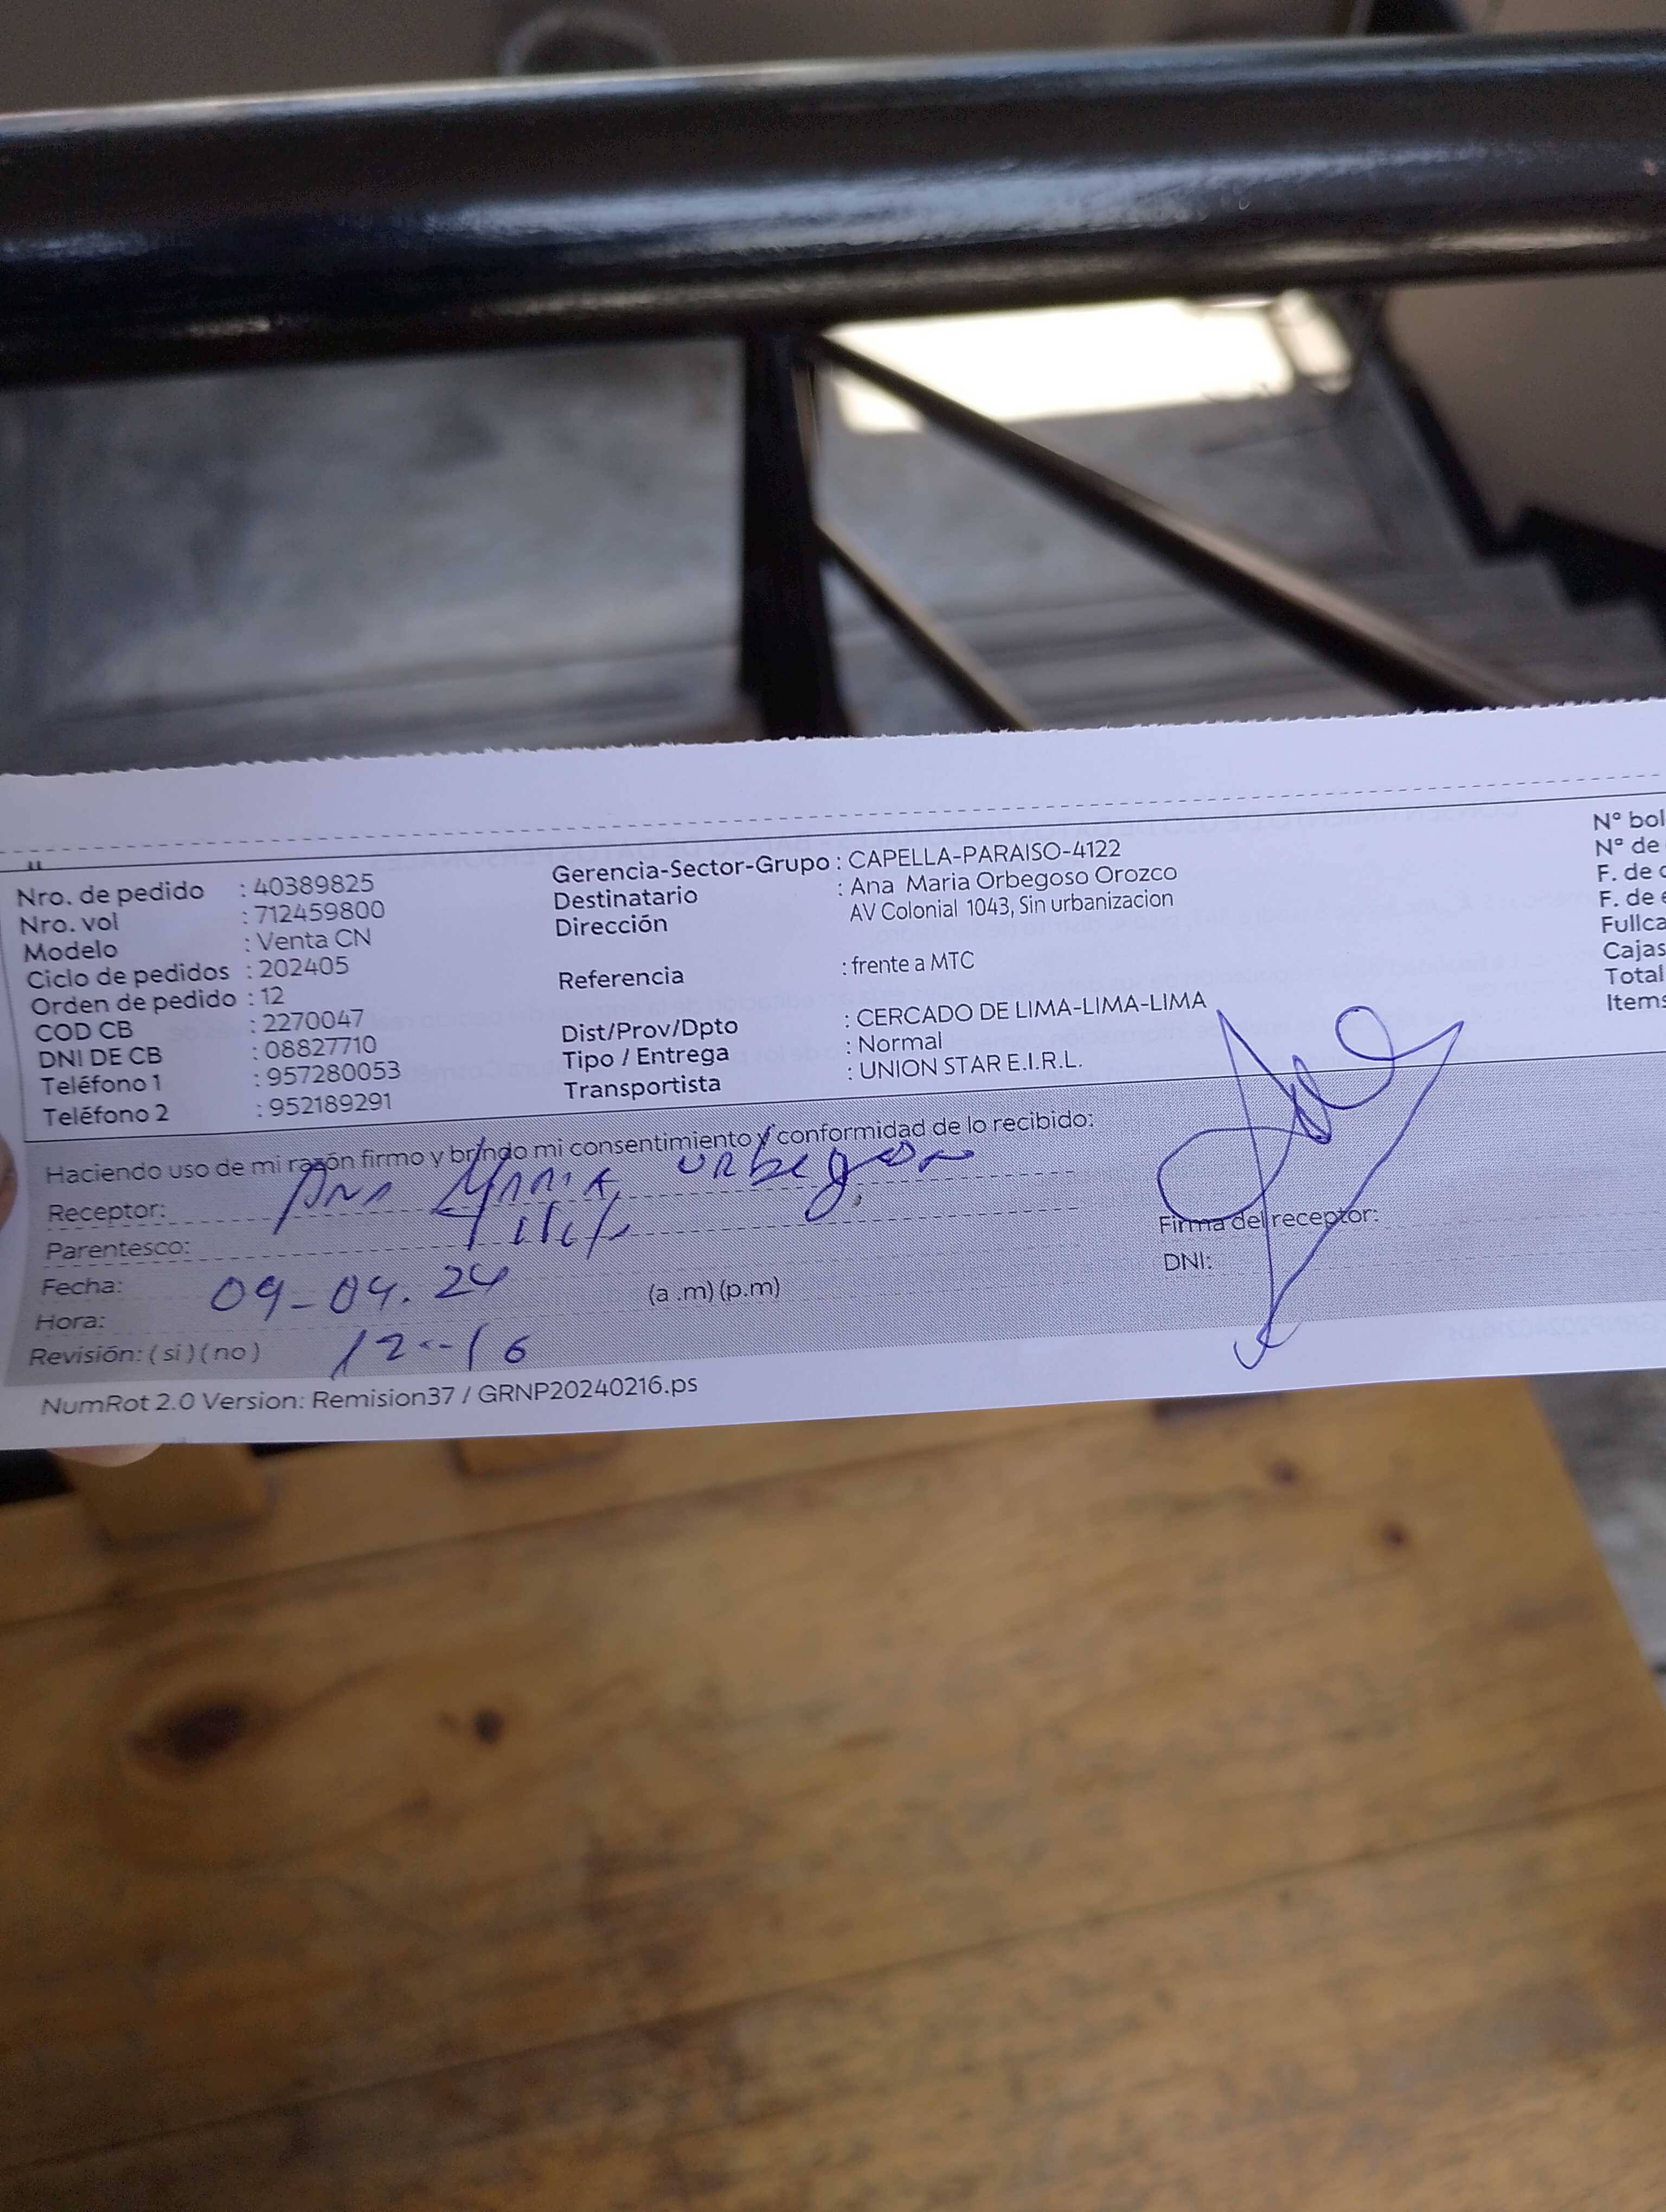 Nro. de pedido : 40389825
Nro. vol : 712459800
Modelo : Venta CN
Ciclo de pedidos : 202405
Orden de pedido : 12
COD CB : 2270047
DNI DE CB : 08827710
Teléfono 1 : 957280053
Teléfono 2 : 952189291
Gerencia-Sector-Grupo : CAPELLA-PARAISO-4122
Destinatario : Ana Maria Orbegoso Orozco
Dirección AV Colonial 1043, Sin urbanizacion
Referencia : frente a MTC
Dist/Prov/Dpto : CERCADO DE LIMA-LIMA-LIMA
Tipo / Entrega : Normal
Transportista : UNION STAR E.I.R.L.
N° bol
N° de
F. de
F. de
Fullca
Cajas
Total
Items
Haciendo uso de mi razón firmo y brindo mi consentimiento y conformidad de lo recibido:
Receptor: Ana Maria Orbegoso
Parentesco:
Fecha: 09-04.24
Hora: (a .m) (p.m)
Revisión: ( si ) ( no ) 12--16
Firma del receptor:
DNI:
NumRot 2.0 Version: Remision37 / GRNP20240216.ps